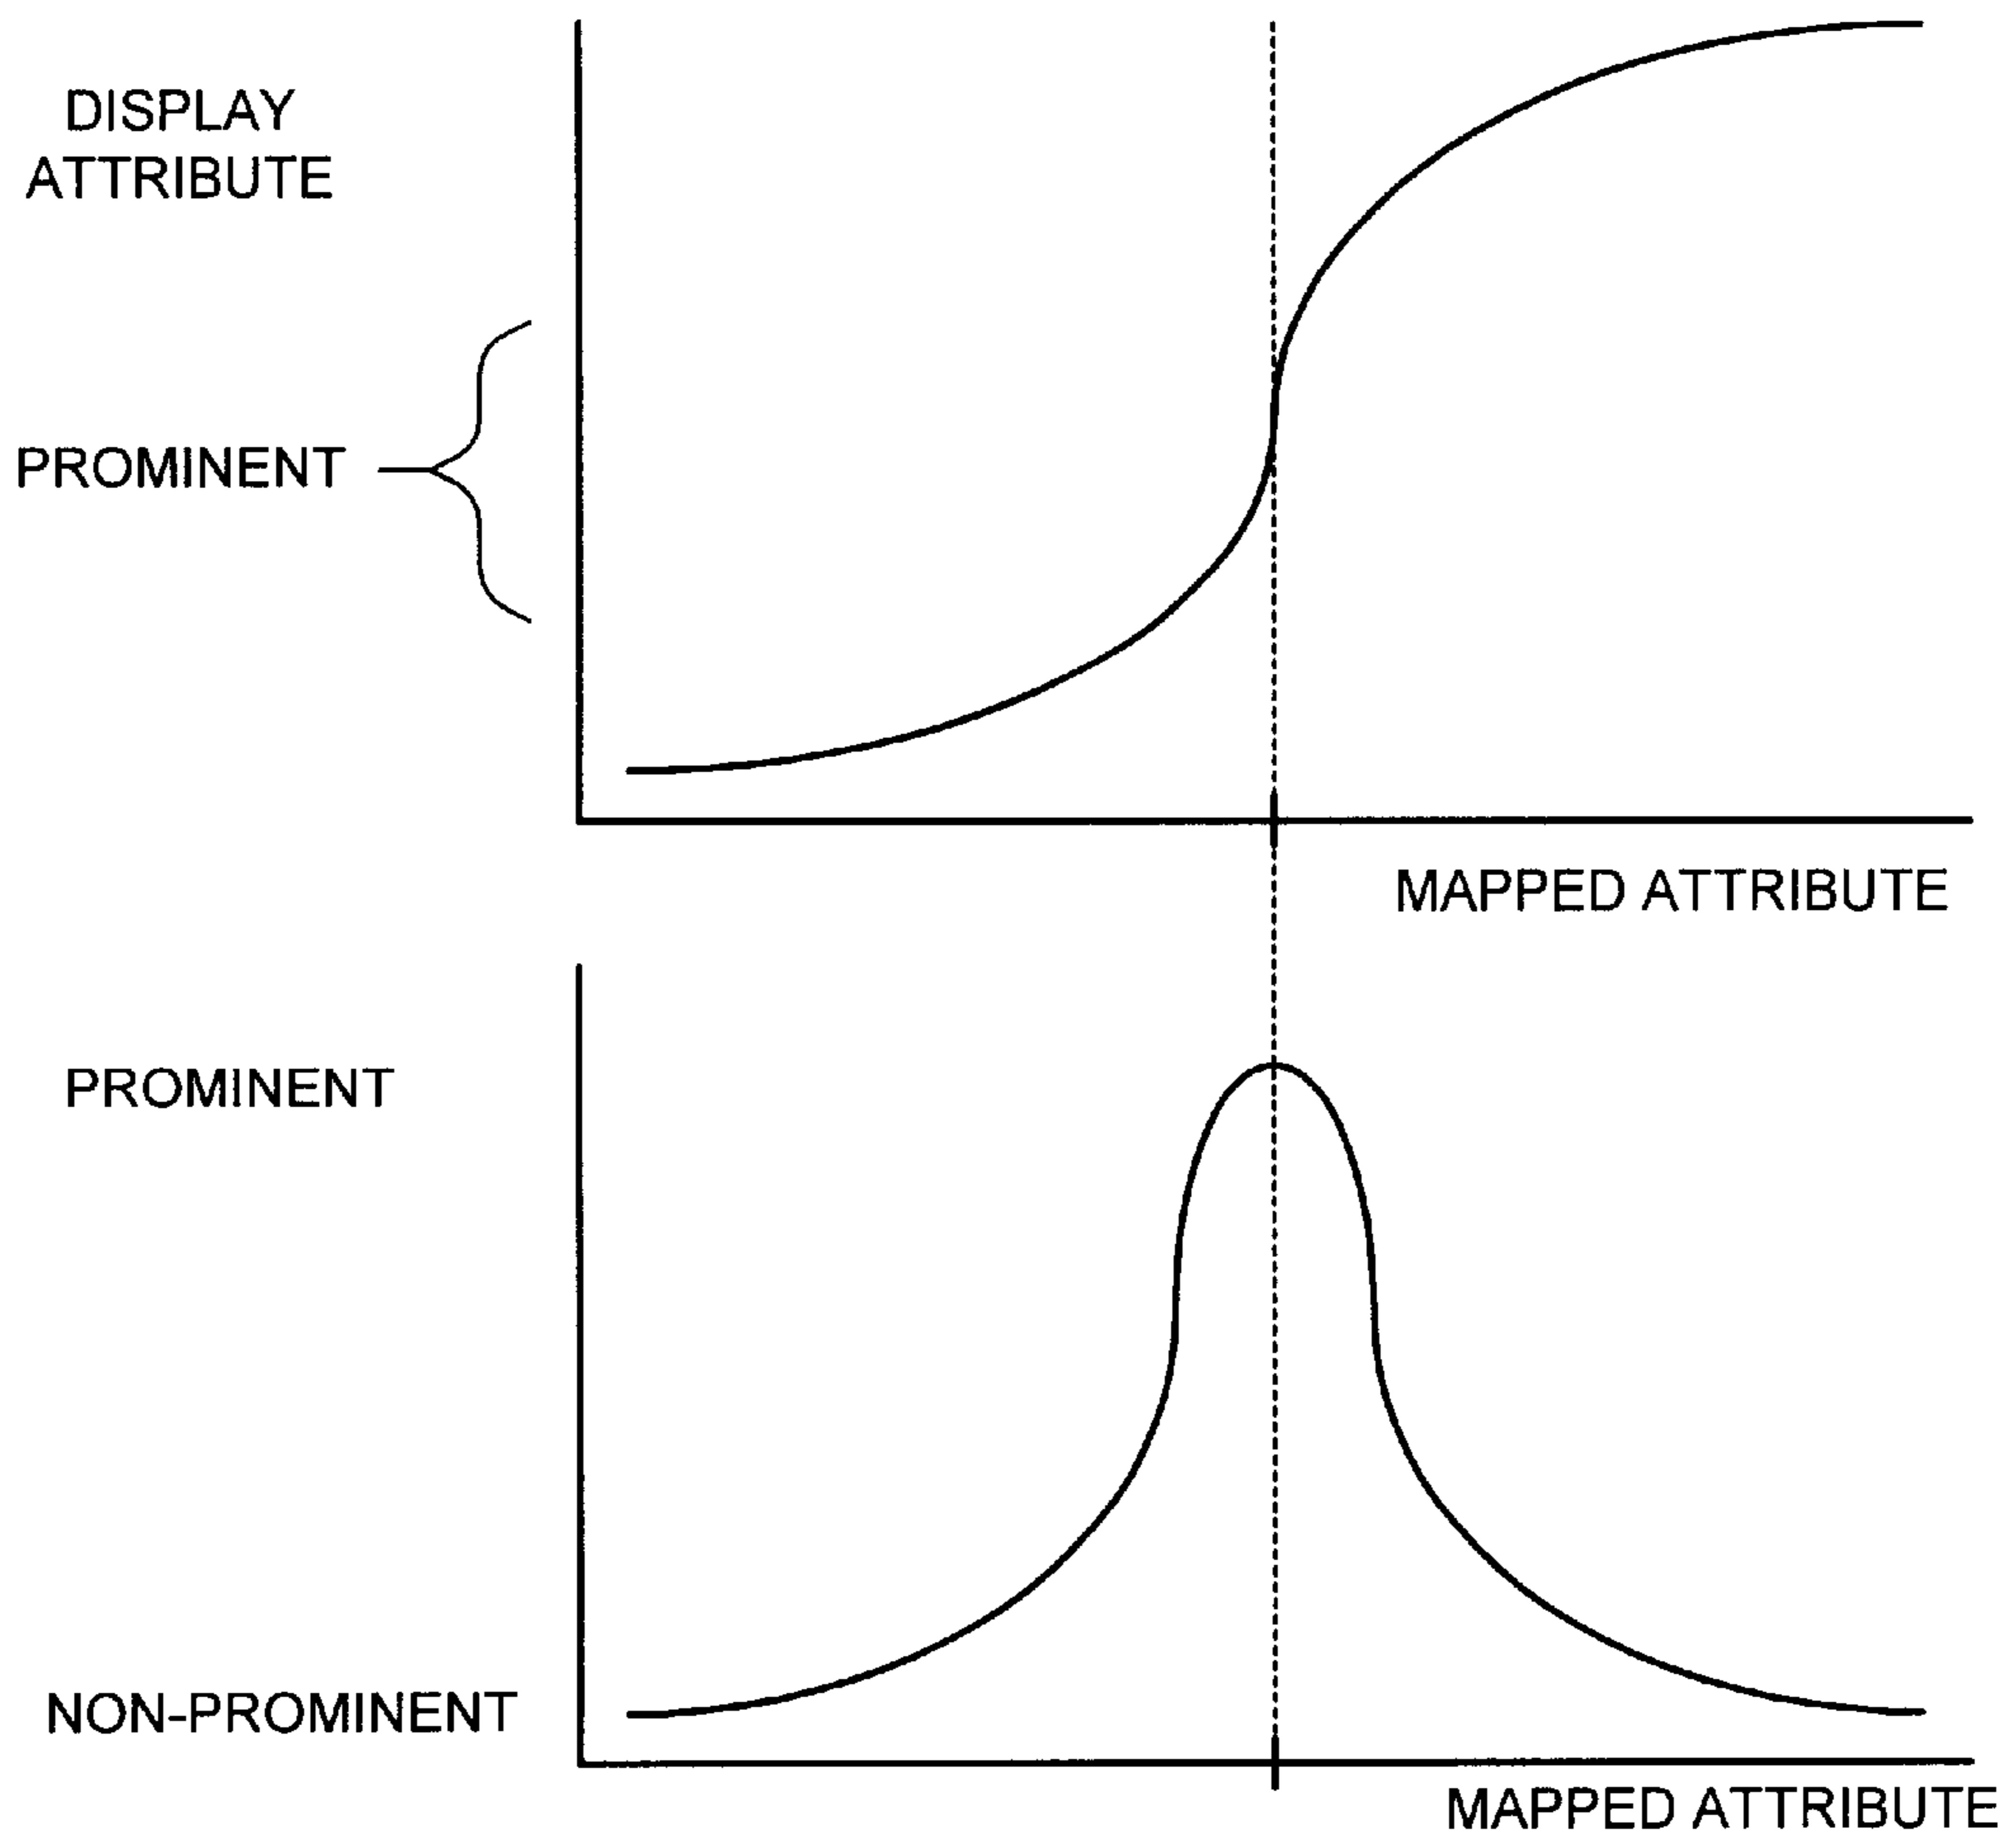 DISPLAY
ATTRIBUTE
PROMINENT
MAPPED ATTRIBUTE
PROMINENT
NON-PROMINENT
MAPPED ATTRIBUTE